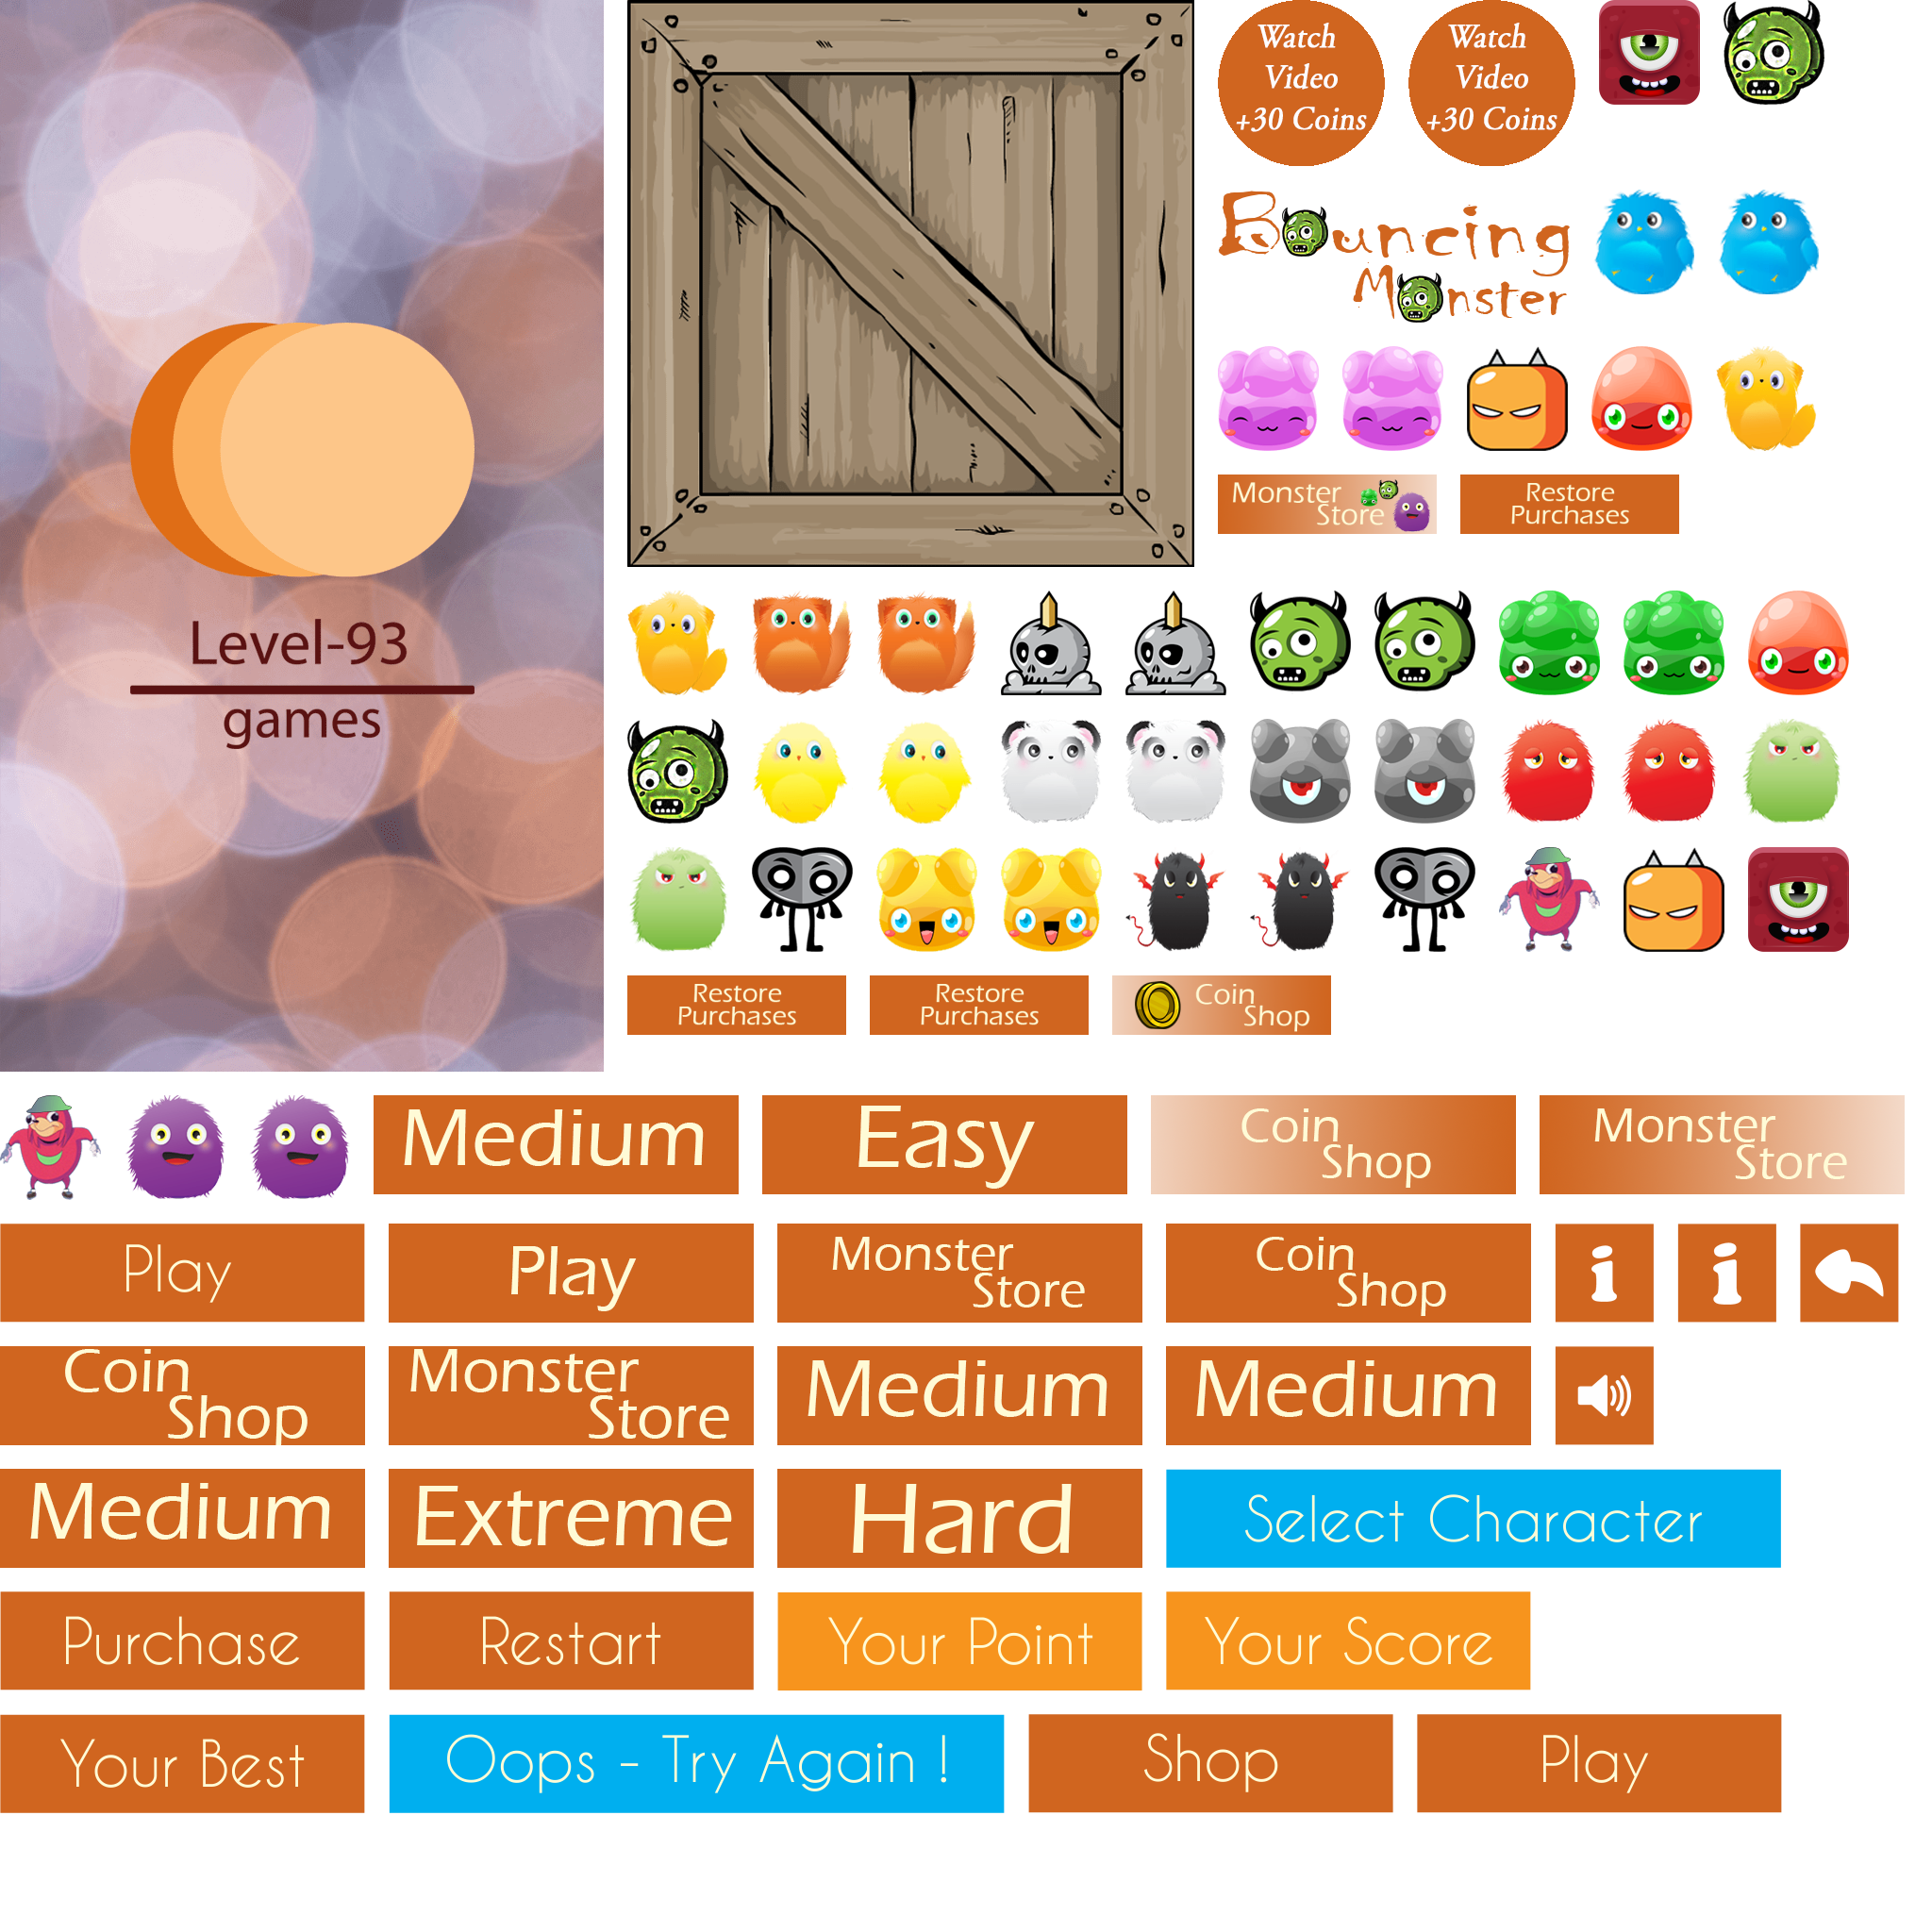 Watch
Video
+30 Coins
Watch
Video
+30 Coins
Bouncing
Monster
Monster
Store
Restore
Purchases
Level-93
games
Restore
Purchases
Restore
Purchases
Coin
Shop
Medium
Easy
Coin
Shop
Monster
Store
Play
Play
Monster
Store
Coin
Shop
i
i
Coin
Shop
Monster
Store
Medium
Medium
Medium
Extreme
Hard
Select Character
Purchase
Restart
Your Point
Your Score
Your Best
Oops - Try Again !
Shop
Play